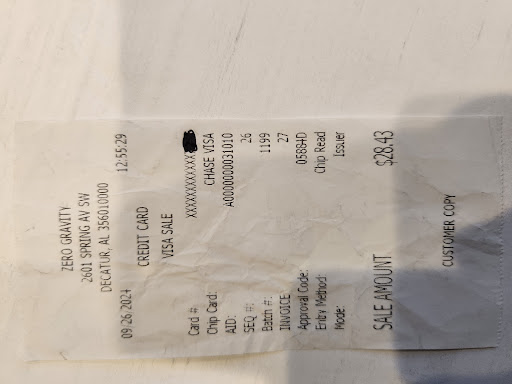 ZERO GRAVITY
2601 SPRING AV SW
DECATUR, AL 356010000
09/26/2024 12:55:29
CREDIT CARD
VISA SALE
Card # XXXXXXXXXXXX
Chip Card: CHASE VISA
AID: A0000000031010
SEQ #: 26
Batch #: 1199
INVOICE 27
Approval Code: 05884D
Entry Method: Chip Read
Mode: Issuer
SALE AMOUNT $28.43
CUSTOMER COPY